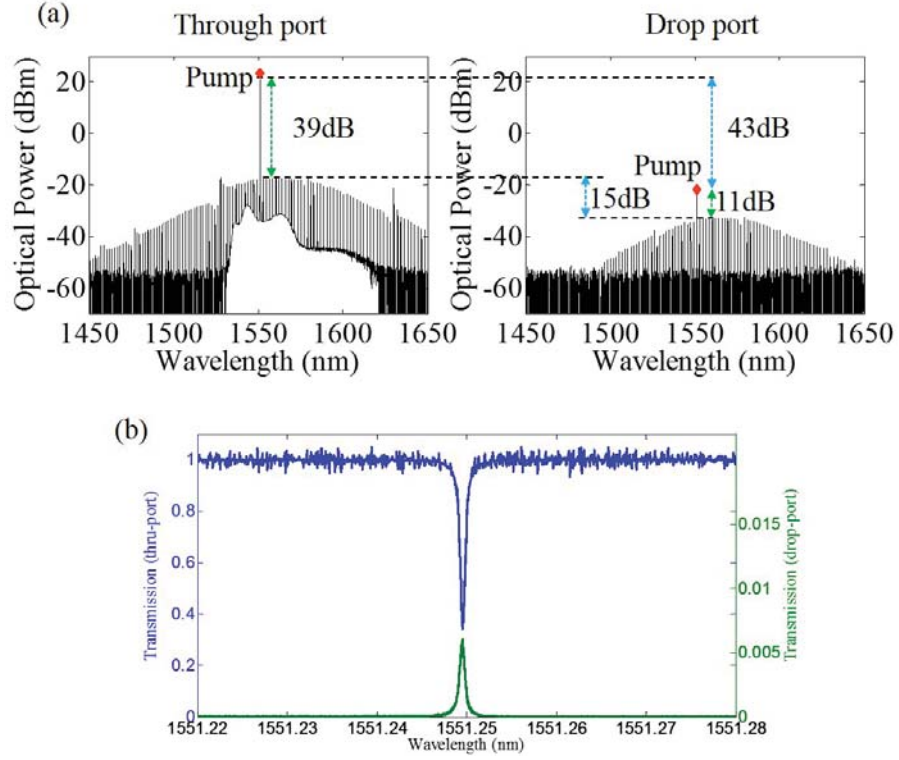 (a)
Through port
Drop port
Optical Power (dBm)
20
0
-20
-40
-60
1450 1500 1550 1600 1650
Wavelength (nm)
Pump
39dB
15dB
Optical Power (dBm)
20
0
-20
-40
-60
1450 1500 1550 1600 1650
Wavelength (nm)
43dB
Pump
11dB
(b)
Transmission (thru-port)
1
0.8
0.6
0.4
0.2
0
Transmission (drop-port)
0.015
0.01
0.005
0
1551.22 1551.23 1551.24 1551.25 1551.26 1551.27 1551.28
Wavelength (nm)